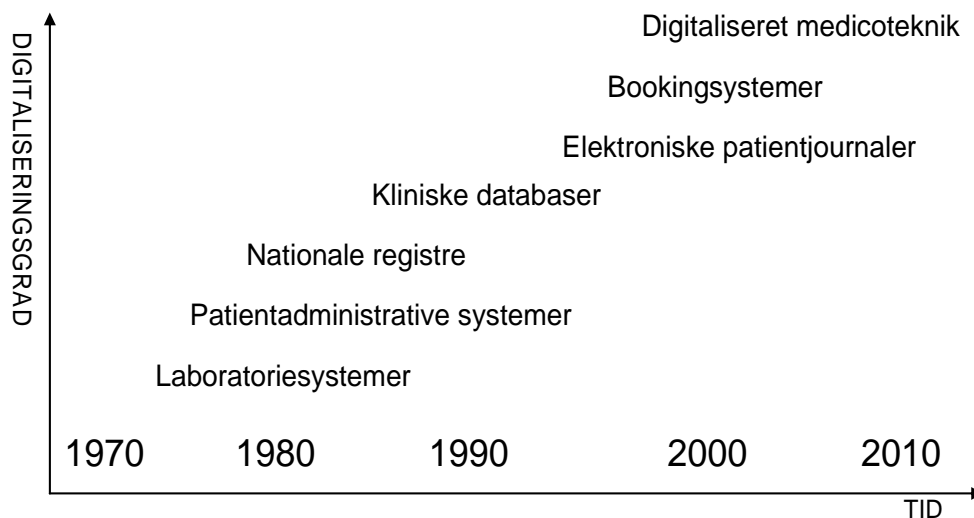 DIGITALISERINGSGRAD
Digitaliseret medicoteknik
Bookingsystemer
Elektroniske patientjournaler
Kliniske databaser
Nationale registre
Patientadministrative systemer
Laboratoriesystemer
1970 1980 1990 2000 2010
TID